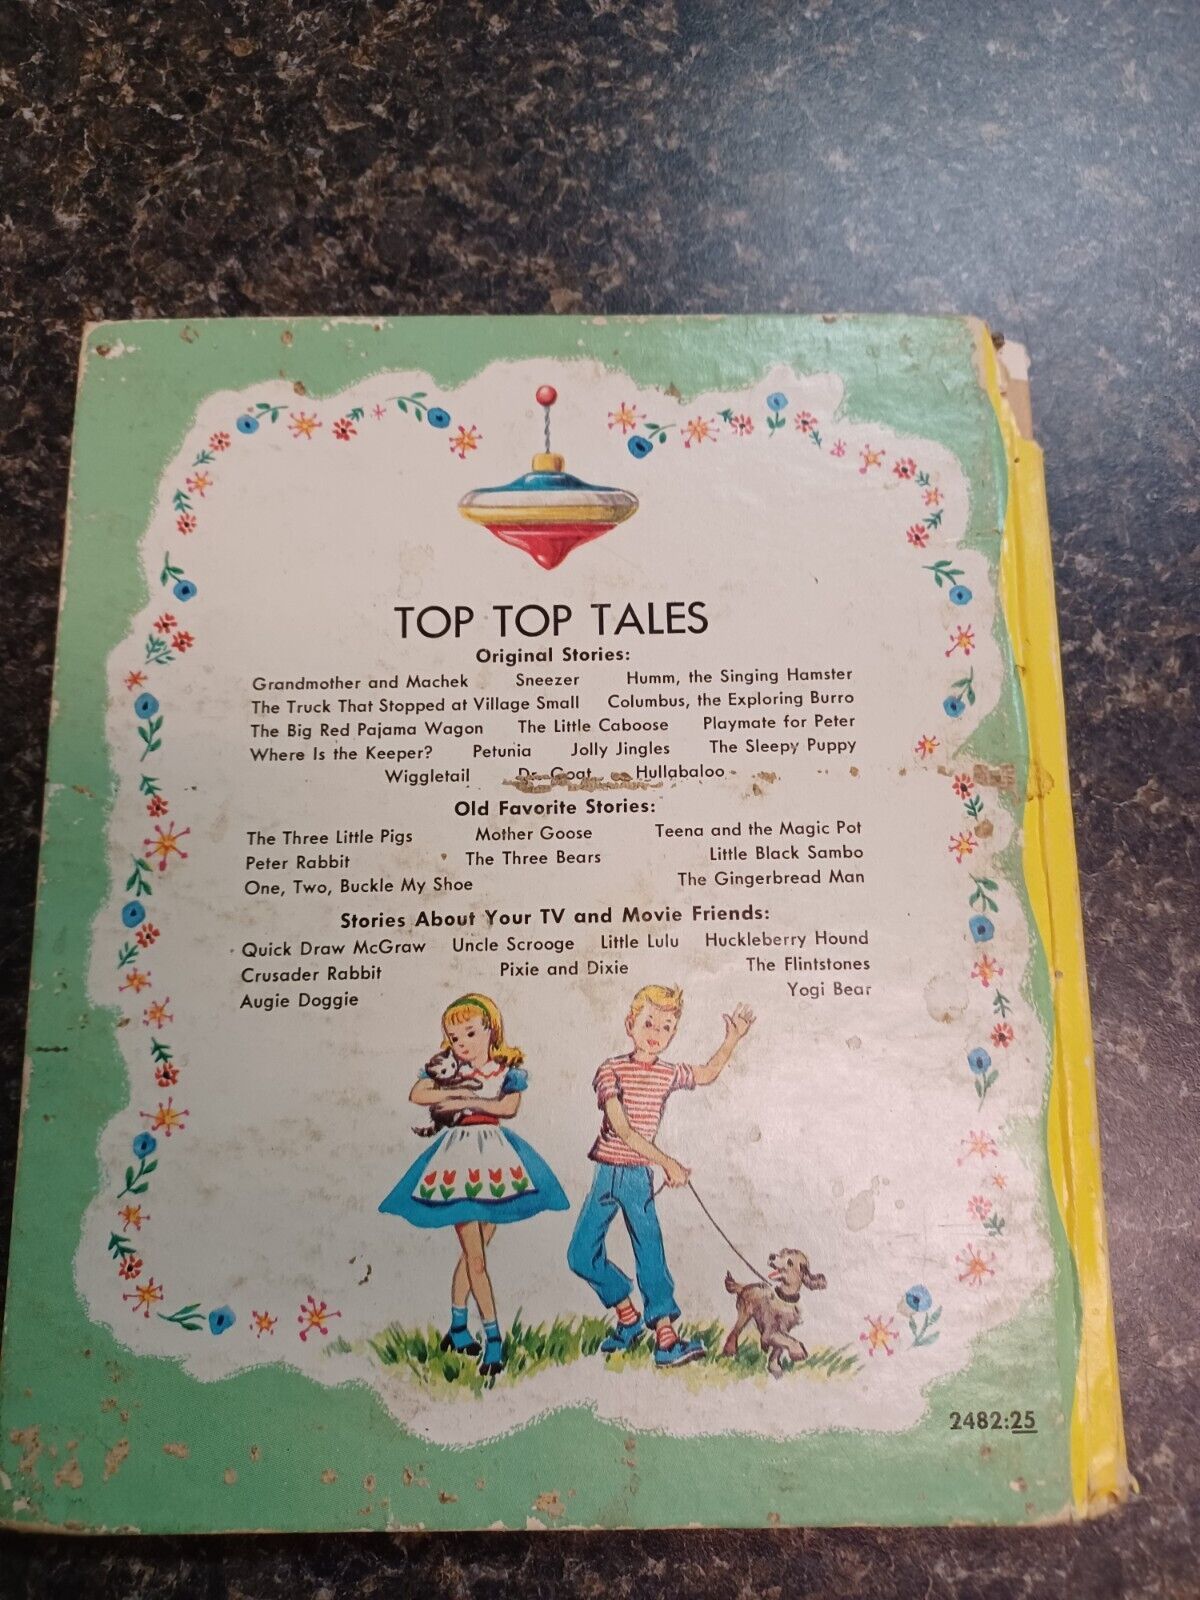 TOP TOP TALES
Original Stories:
Grandmother and Machek Sneezer Humm, the Singing Hamster
The Truck That Stopped at Village Small Columbus, the Exploring Burro
The Big Red Pajama Wagon The Little Caboose Playmate for Peter
Where Is the Keeper? Petunia Jolly Jingles The Sleepy Puppy
Wiggletail Dr. Goat Hullabaloo
Old Favorite Stories:
The Three Little Pigs Mother Goose Teena and the Magic Pot
Peter Rabbit The Three Bears Little Black Sambo
One, Two, Buckle My Shoe The Gingerbread Man
Stories About Your TV and Movie Friends:
Quick Draw McGraw Uncle Scrooge Little Lulu Huckleberry Hound
Crusader Rabbit Pixie and Dixie The Flintstones
Augie Doggie Yogi Bear
2482:25